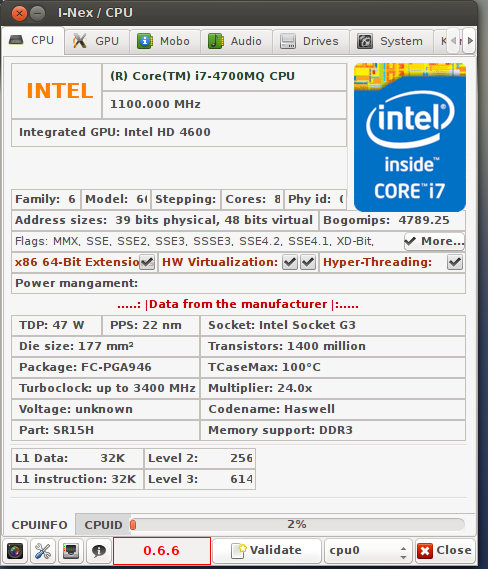 I-Nex / CPU
CPU GPU Mobo Audio Drives System
INTEL
(R) Core(TM) i7-4700MQ CPU
1100.000 MHz
Integrated GPU: Intel HD 4600
intel
inside™
CORE™ i7
Family: 6 Model: Stepping: Cores: 8 Phy id:
Address sizes: 39 bits physical, 48 bits virtual Bogomips: 4789.25
Flags: MMX, SSE, SSE2, SSE3, SSSE3, SSE4.2, SSE4.1, XD-Bit, More...
x86 64-Bit Extensio HW Virtualization: Hyper-Threading:
Power mangament:
.....: |Data from the manufacturer |:.....
TDP: 47 W PPS: 22 nm Socket: Intel Socket G3
Die size: 177 mm² Transistors: 1400 million
Package: FC-PGA946 TCaseMax: 100°C
Turboclock: up to 3400 MHz Multiplier: 24.0x
Voltage: unknown Codename: Haswell
Part: SR15H Memory support: DDR3
L1 Data: 32K Level 2: 256
L1 instruction: 32K Level 3: 614
CPUINFO CPUID 2%
0.6.6 Validate cpu0 Close